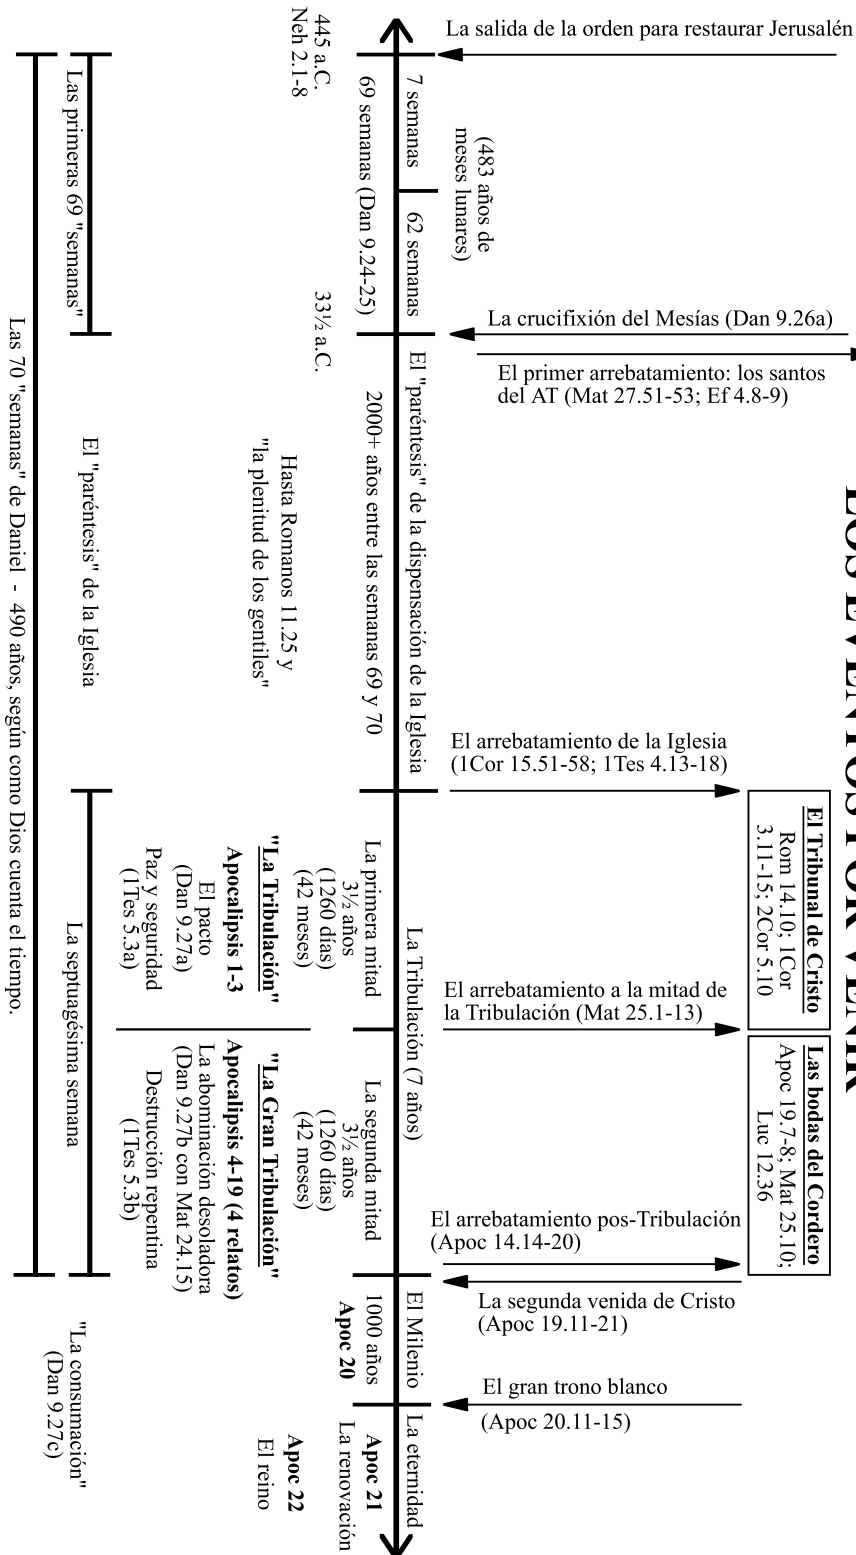 LOS EVENTOS POR VENIR
La salida de la orden para restaurar Jerusalén
445 a.C.
Neh 2.1-8
7 semanas
62 semanas
69 semanas (Dan 9.24-25)
(483 años de
meses lunares)
Las primeras 69 "semanas"
33½ a.C.
La crucifixión del Mesías (Dan 9.26a)
El primer arrebatamiento: los santos
del AT (Mat 27.51-53; Ef 4.8-9)
El "paréntesis" de la dispensación de la Iglesia
2000+ años entre las semanas 69 y 70
Hasta Romanos 11.25 y
"la plenitud de los gentiles"
El "paréntesis" de la Iglesia
Las 70 "semanas" de Daniel - 490 años, según como Dios cuenta el tiempo.
El arrebatamiento de la Iglesia
(1Cor 15.51-58; 1Tes 4.13-18)
El Tribunal de Cristo
Rom 14.10; 1Cor
3.11-15; 2Cor 5.10
La Tribulación (7 años)
La primera mitad
3½ años
(1260 días)
(42 meses)
"La Tribulación"
Apocalipsis 1-3
El pacto
(Dan 9.27a)
Paz y seguridad
(1Tes 5.3a)
La septuagésima semana
El arrebatamiento a la mitad de
la Tribulación (Mat 25.1-13)
Las bodas del Cordero
Apoc 19.7-8; Mat 25.10;
Luc 12.36
La segunda mitad
3½ años
(1260 días)
(42 meses)
"La Gran Tribulación"
Apocalipsis 4-19 (4 relatos)
La abominación desoladora
(Dan 9.27b con Mat 24.15)
Destrucción repentina
(1Tes 5.3b)
El arrebatamiento pos-Tribulación
(Apoc 14.14-20)
La segunda venida de Cristo
(Apoc 19.11-21)
El Milenio
1000 años
Apoc 20
"La consumación"
(Dan 9.27c)
El gran trono blanco
(Apoc 20.11-15)
La eternidad
Apoc 21
La renovación
Apoc 22
El reino